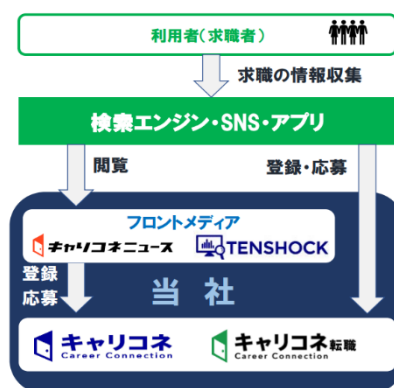 利用者（求職者）
求職の情報収集
検索エンジン・SNS・アプリ
閲覧
登録・応募
フロントメディア
キャリコネニュース
TENSHOCK
登録
応募
当社
キャリコネ
Career Connection
キャリコネ転職
Career Connection